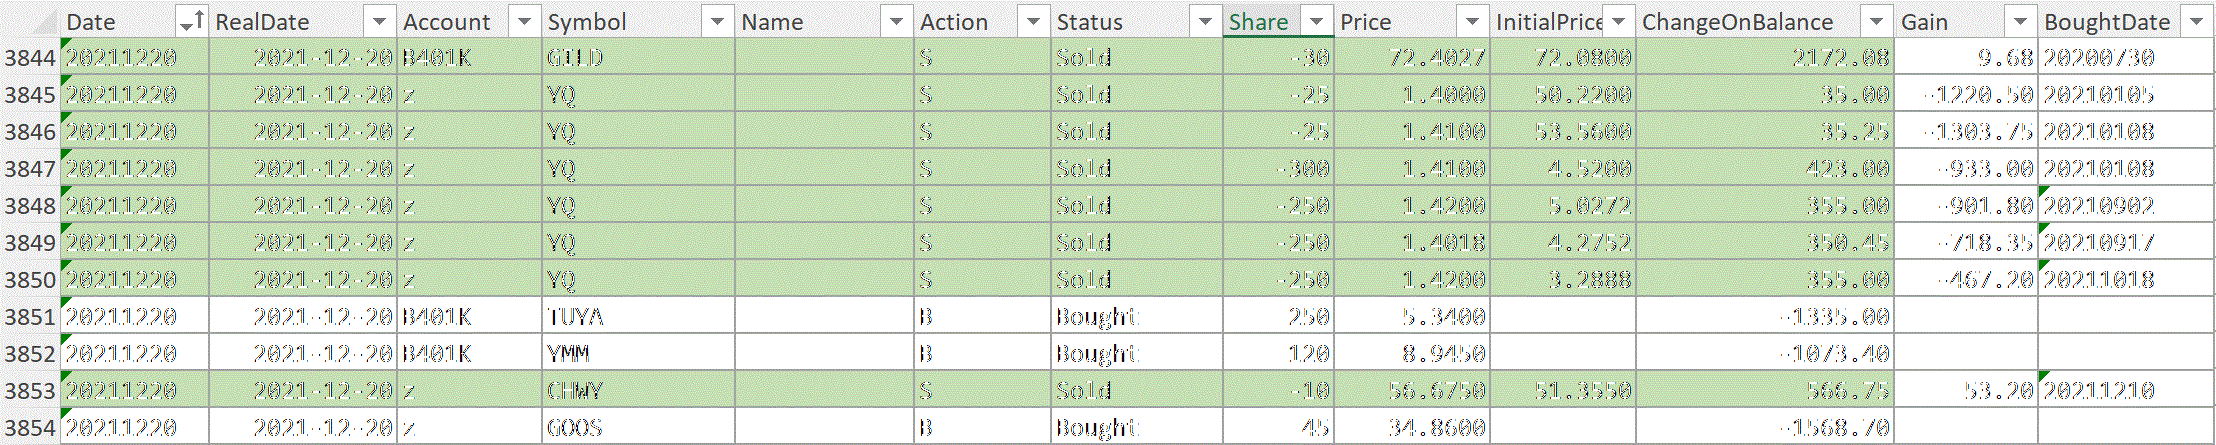 Date RealDate Account Symbol Name Action Status Share Price InitialPrice ChangeOnBalance Gain BoughtDate
3844 20211220 2021-12-20 B401K GILD S Sold -30 72.4027 72.0800 2172.08 9.68 20200730
3845 20211220 2021-12-20 z YQ S Sold -25 1.4000 50.2200 35.00 -1220.50 20210105
3846 20211220 2021-12-20 z YQ S Sold -25 1.4100 53.5600 35.25 -1303.75 20210108
3847 20211220 2021-12-20 z YQ S Sold -300 1.4100 4.5200 423.00 -933.00 20210108
3848 20211220 2021-12-20 z YQ S Sold -250 1.4200 5.0272 355.00 -901.80 20210902
3849 20211220 2021-12-20 z YQ S Sold -250 1.4018 4.2752 350.45 -718.35 20210917
3850 20211220 2021-12-20 z YQ S Sold -250 1.4200 3.2888 355.00 -467.20 20211018
3851 20211220 2021-12-20 B401K TUYA B Bought 250 5.3400 -1335.00
3852 20211220 2021-12-20 B401K YMM B Bought 120 8.9450 -1073.40
3853 20211220 2021-12-20 z CHWY S Sold -10 56.6750 51.3550 566.75 53.20 20211210
3854 20211220 2021-12-20 z GOOS B Bought 45 34.8600 -1568.70